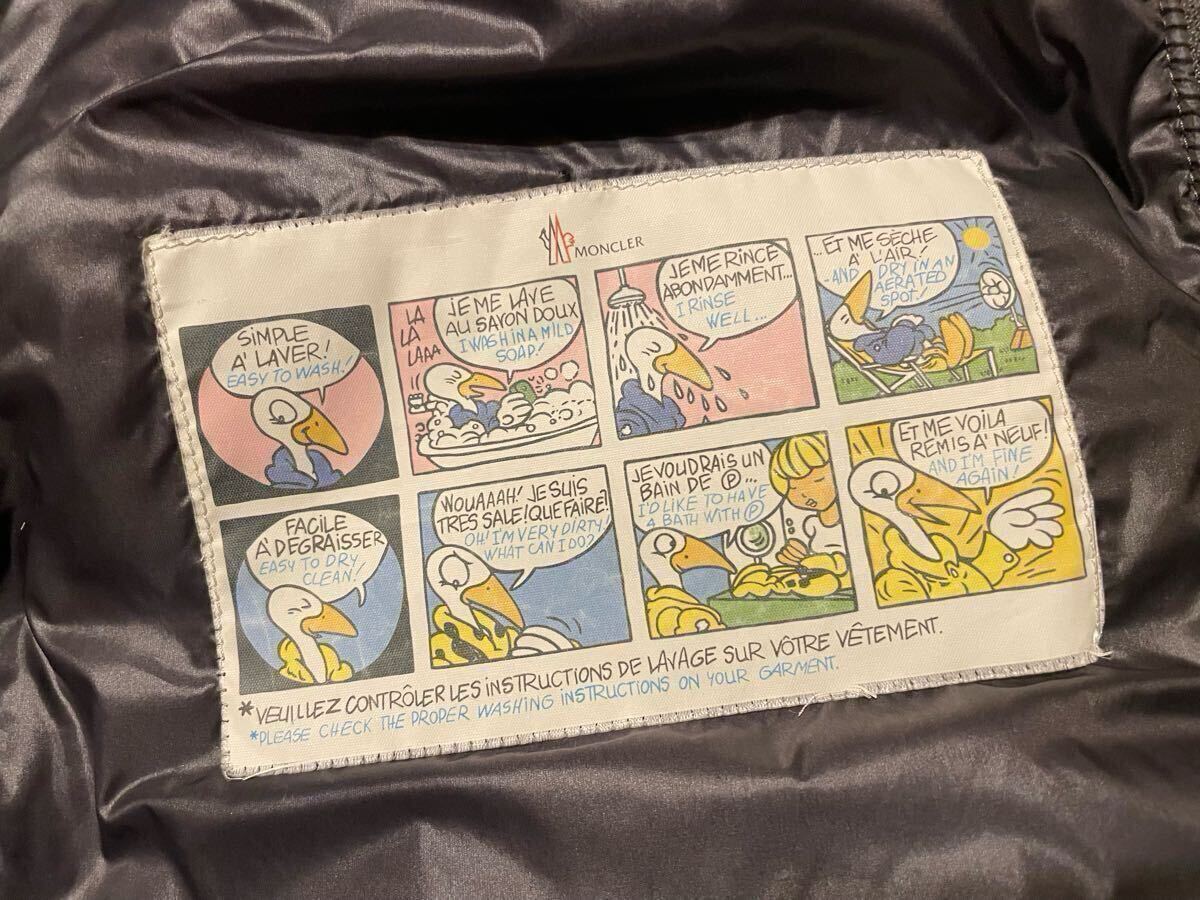 MONCLER
SIMPLE
A' LAVER!
EASY TO WASH!
LA
LA
LAAA
JE ME LAVE
AU SAVON DOUX
I WASH IN A MILD
SOAP!
JE ME RINCE
ABONDAMMENT...
I RINSE
WELL...
...ET ME SÈCHE
A' L'AIR!
-AND I DRY IN AN
AERATED
SPOT!
FACILE
A' DEGRAISSER
EASY TO DRY
CLEAN!
WOUAAAH! JE SUIS
TRES SALE! QUE FAIRE?
OH! I'M VERY DIRTY!
WHAT CAN I DO?
JE VOUDRAIS UN
BAIN DE Ⓟ...
I'D LIKE TO HAVE
A BATH WITH Ⓟ
ET ME VOILA
REMIS A' NEUF!
AND I'M FINE
AGAIN!
*VEUILLEZ CONTRÔLER LES INSTRUCTIONS DE LAVAGE SUR VÔTRE VÊTEMENT.
*PLEASE CHECK THE PROPER WASHING INSTRUCTIONS ON YOUR GARMENT.